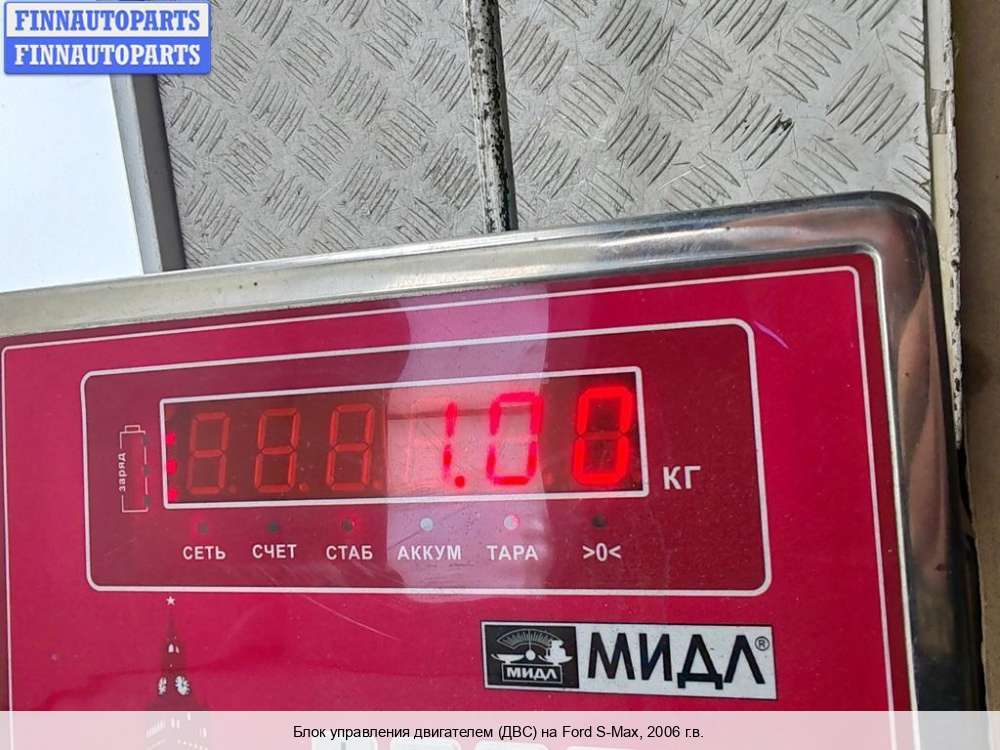 FINNAUTOPARTS
FINNAUTOPARTS
заряд
1.00
КГ
СЕТЬ СЧЕТ СТАБ АККУМ ТАРА >0<
МИДЛ МИДЛ®
Блок управления двигателем (ДВС) на Ford S-Max, 2006 г.в.